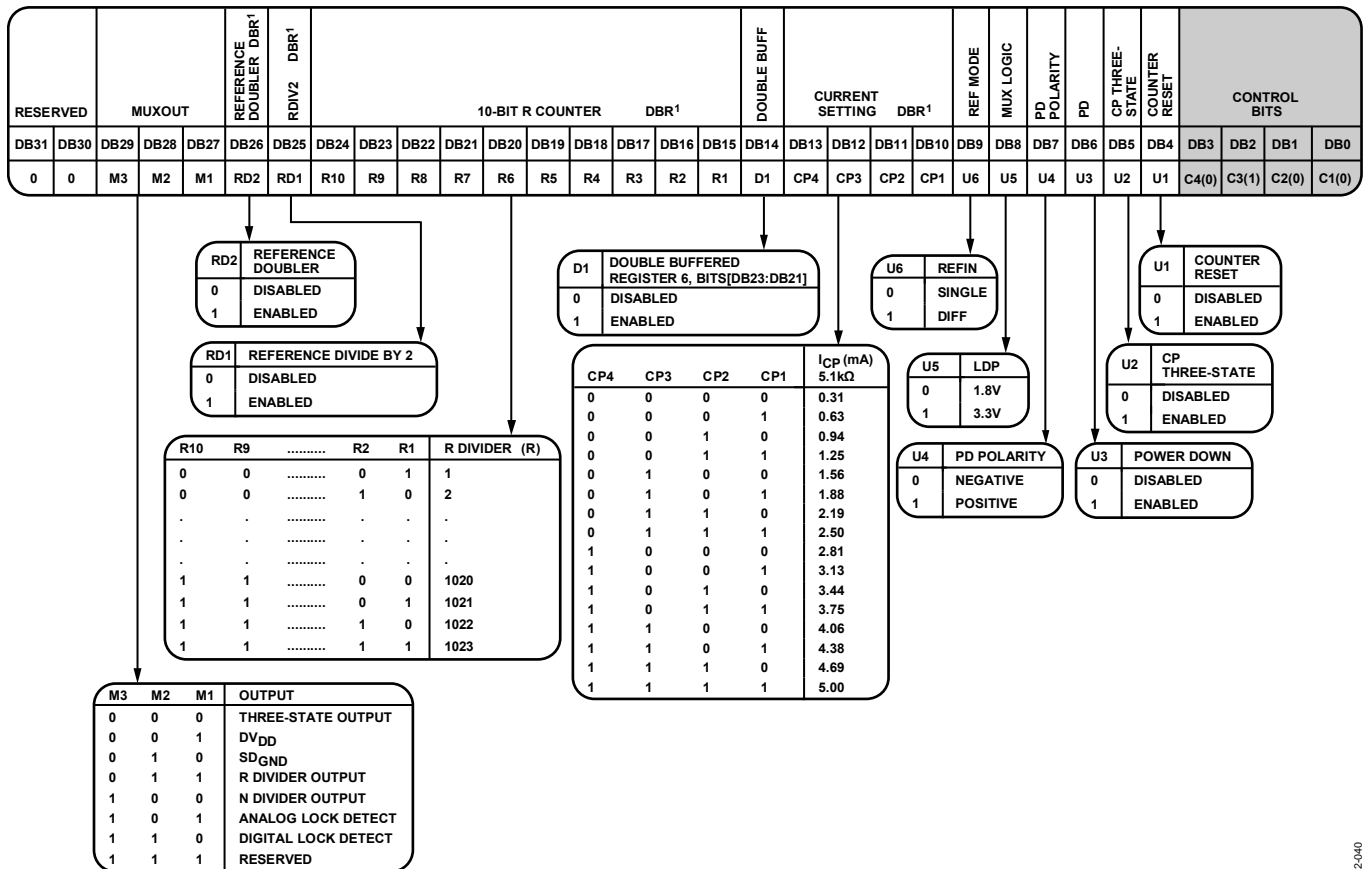 RESERVED MUXOUT REFERENCE DOUBLER DBR1 RDIV2 DBR1 10-BIT R COUNTER DBR1 DOUBLE BUFF CURRENT SETTING DBR1 REF MODE MUX LOGIC PD POLARITY PD CP THREE-STATE COUNTER RESET CONTROL BITS
DB31 DB30 DB29 DB28 DB27 DB26 DB25 DB24 DB23 DB22 DB21 DB20 DB19 DB18 DB17 DB16 DB15 DB14 DB13 DB12 DB11 DB10 DB9 DB8 DB7 DB6 DB5 DB4 DB3 DB2 DB1 DB0
0 0 M3 M2 M1 RD2 RD1 R10 R9 R8 R7 R6 R5 R4 R3 R2 R1 D1 CP4 CP3 CP2 CP1 U6 U5 U4 U3 U2 U1 C4(0) C3(1) C2(0) C1(0)
RD2 REFERENCE DOUBLER
0 DISABLED
1 ENABLED
RD1 REFERENCE DIVIDE BY 2
0 DISABLED
1 ENABLED
R10 R9 .......... R2 R1 R DIVIDER (R)
0 0 .......... 0 1 1
0 0 .......... 1 0 2
. . .......... . . .
. . .......... . . .
. . .......... . . .
1 1 .......... 0 0 1020
1 1 .......... 0 1 1021
1 1 .......... 1 0 1022
1 1 .......... 1 1 1023
M3 M2 M1 OUTPUT
0 0 0 THREE-STATE OUTPUT
0 0 1 DVDD
0 1 0 SDGND
0 1 1 R DIVIDER OUTPUT
1 0 0 N DIVIDER OUTPUT
1 0 1 ANALOG LOCK DETECT
1 1 0 DIGITAL LOCK DETECT
1 1 1 RESERVED
D1 DOUBLE BUFFERED
REGISTER 6, BITS[DB23:DB21]
0 DISABLED
1 ENABLED
CP4 CP3 CP2 CP1 ICP (mA)
5.1kΩ
0 0 0 0 0.31
0 0 0 1 0.63
0 0 1 0 0.94
0 0 1 1 1.25
0 1 0 0 1.56
0 1 0 1 1.88
0 1 1 0 2.19
0 1 1 1 2.50
1 0 0 0 2.81
1 0 0 1 3.13
1 0 1 0 3.44
1 0 1 1 3.75
1 1 0 0 4.06
1 1 0 1 4.38
1 1 1 0 4.69
1 1 1 1 5.00
U6 REFIN
0 SINGLE
1 DIFF
U5 LDP
0 1.8V
1 3.3V
U4 PD POLARITY
0 NEGATIVE
1 POSITIVE
U1 COUNTER
RESET
0 DISABLED
1 ENABLED
U2 CP
THREE-STATE
0 DISABLED
1 ENABLED
U3 POWER DOWN
0 DISABLED
1 ENABLED
2-040